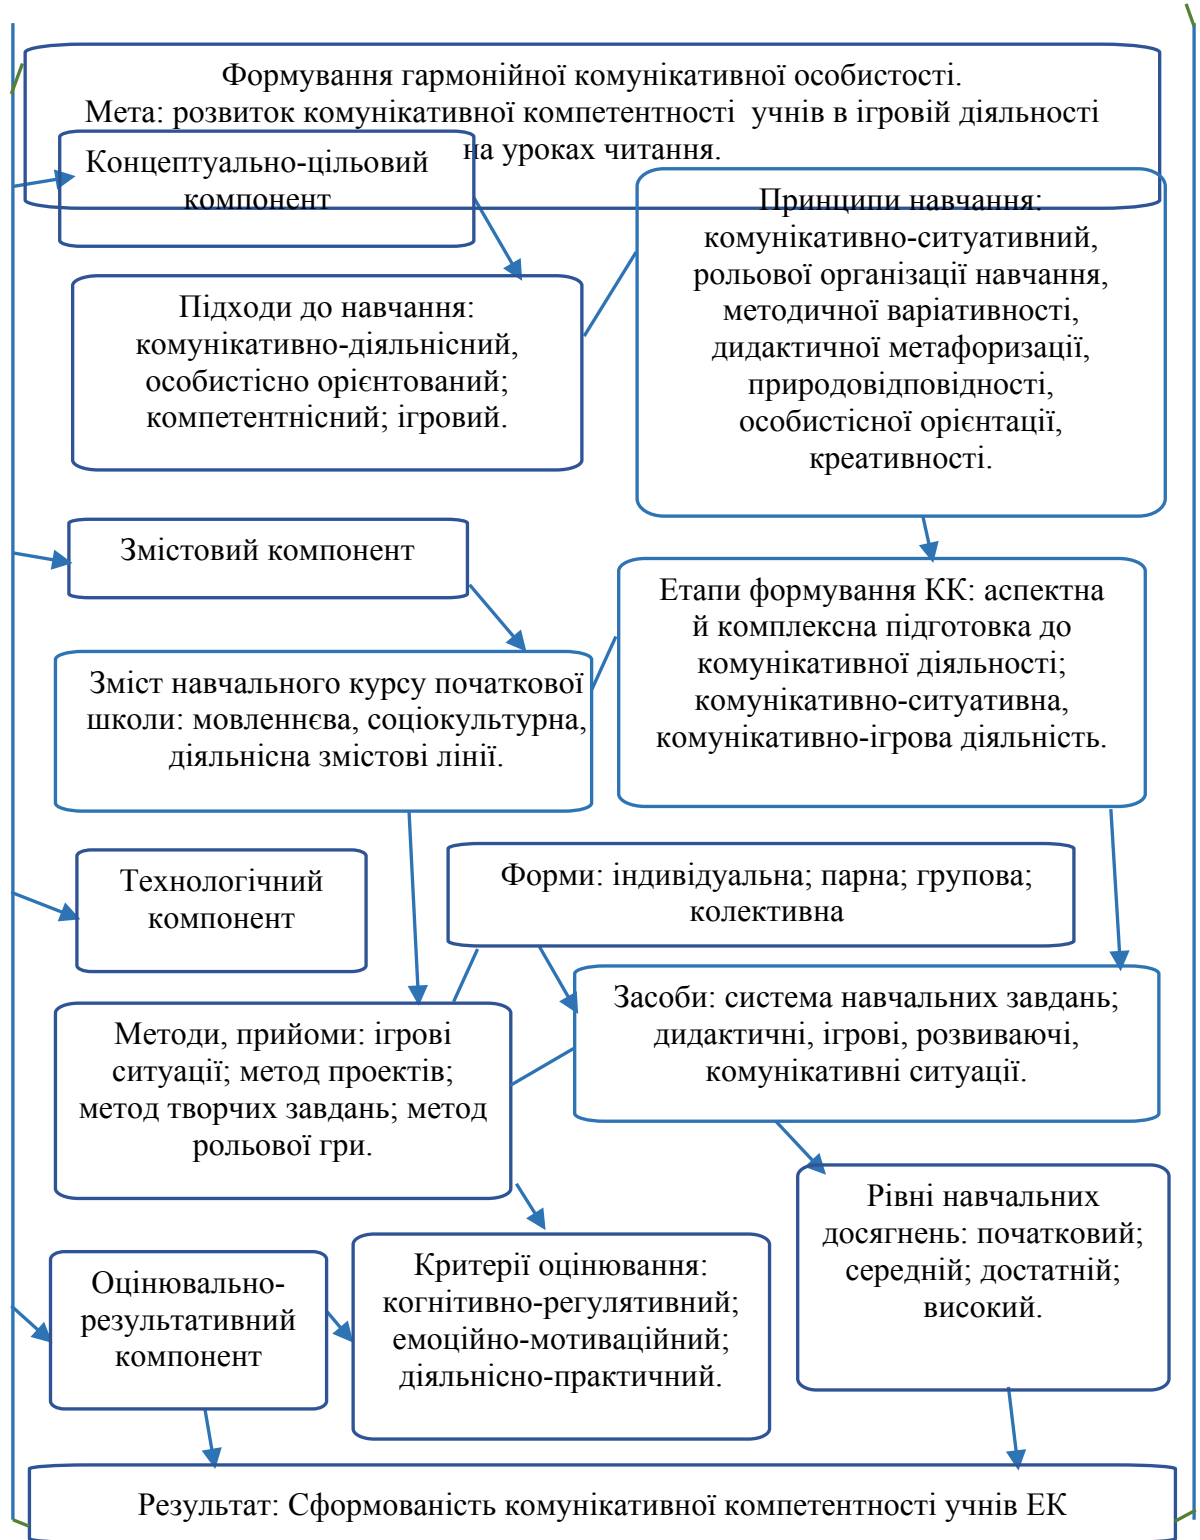 Формування гармонійної комунікативної особистості.
Мета: розвиток комунікативної компетентності учнів в ігровій діяльності
на уроках читання.
Концептуально-цільовий
компонент
Принципи навчання:
комунікативно-ситуативний,
рольової організації навчання,
методичної варіативності,
дидактичної метафоризації,
природовідповідності,
особистісної орієнтації,
креативності.
Підходи до навчання:
комунікативно-діяльнісний,
особистісно орієнтований;
компетентнісний; ігровий.
Змістовий компонент
Етапи формування КК: аспектна
й комплексна підготовка до
комунікативної діяльності;
комунікативно-ситуативна,
комунікативно-ігрова діяльність.
Зміст навчального курсу початкової
школи: мовленнєва, соціокультурна,
діяльнісна змістові лінії.
Технологічний
компонент
Форми: індивідуальна; парна; групова;
колективна
Засоби: система навчальних завдань;
дидактичні, ігрові, розвиваючі,
комунікативні ситуації.
Методи, прийоми: ігрові
ситуації; метод проектів;
метод творчих завдань; метод
рольової гри.
Рівні навчальних
досягнень: початковий;
середній; достатній;
високий.
Оцінювально-
результативний
компонент
Критерії оцінювання:
когнітивно-регулятивний;
емоційно-мотиваційний;
діяльнісно-практичний.
Результат: Сформованість комунікативної компетентності учнів ЕК